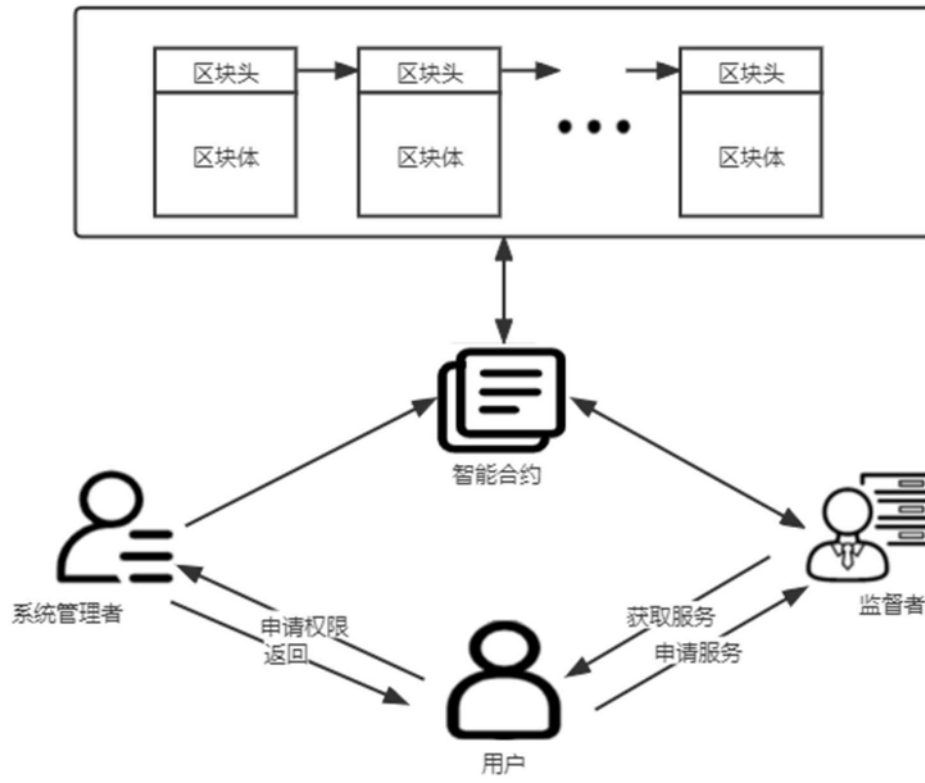 区块头 区块头 区块头
区块体 区块体 区块体
智能合约
系统管理者
监督者
申请权限
返回
获取服务
申请服务
用户